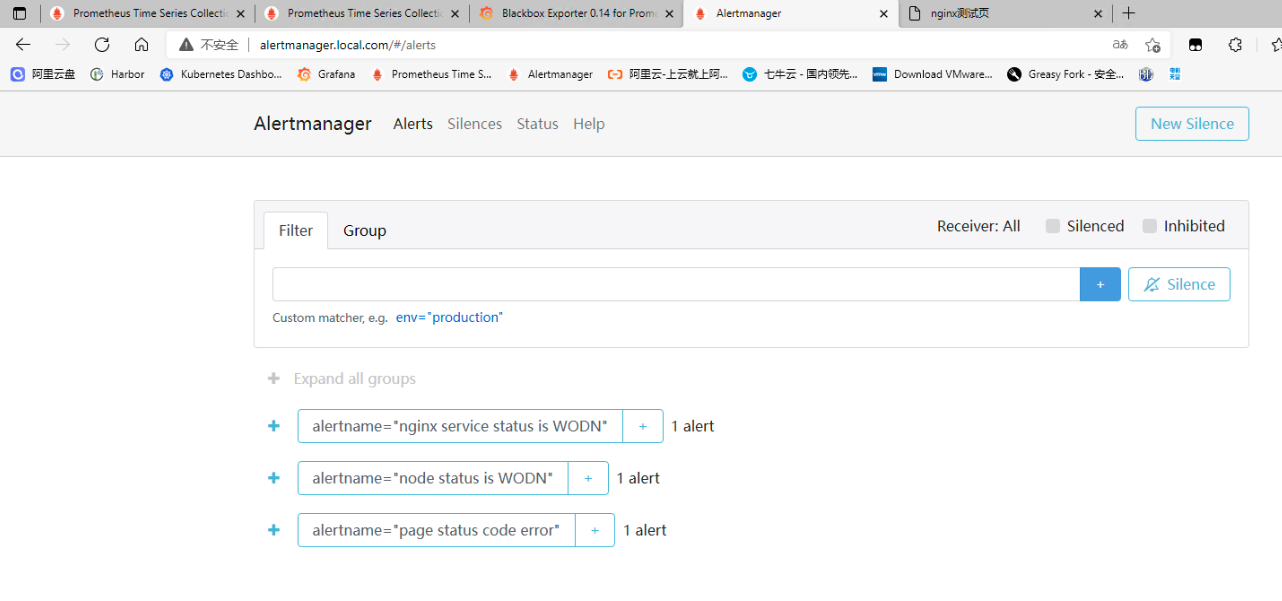 Prometheus Time Series Collectic
Prometheus Time Series Collectic
Blackbox Exporter 0.14 for Prom
Alertmanager
nginx测试页
不安全
alertmanager.local.com/#/alerts
阿里云盘
Harbor
Kubernetes Dashbo...
Grafana
Prometheus Time S...
Alertmanager
阿里云-上云就上阿...
七牛云 - 国内领先...
Download VMware...
Greasy Fork - 安全...
Alertmanager
Alerts
Silences
Status
Help
New Silence
Filter
Group
Receiver: All
Silenced
Inhibited
+
Silence
Custom matcher, e.g. env="production"
+ Expand all groups
+ alertname="nginx service status is WODN" + 1 alert
+ alertname="node status is WODN" + 1 alert
+ alertname="page status code error" + 1 alert